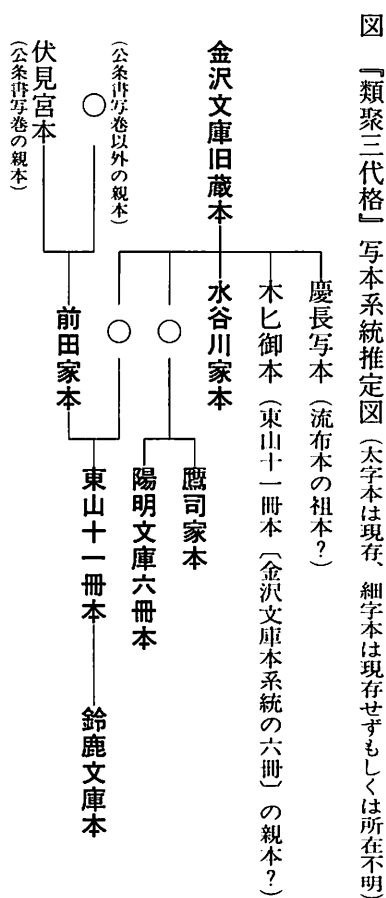 図　『類聚三代格』写本系統推定図（太字本は現存、細字本は現存せずもしくは所在不明）
慶長写本（流布本の祖本？）
木匕御本（東山十一冊本〔金沢文庫本系統の六冊〕の親本？）
金沢文庫旧蔵本
水谷川家本
鷹司家本
○
陽明文庫六冊本
○
（公条書写巻以外の親本）
○
伏見宮本
（公条書写巻の親本）
前田家本
東山十一冊本
鈴鹿文庫本